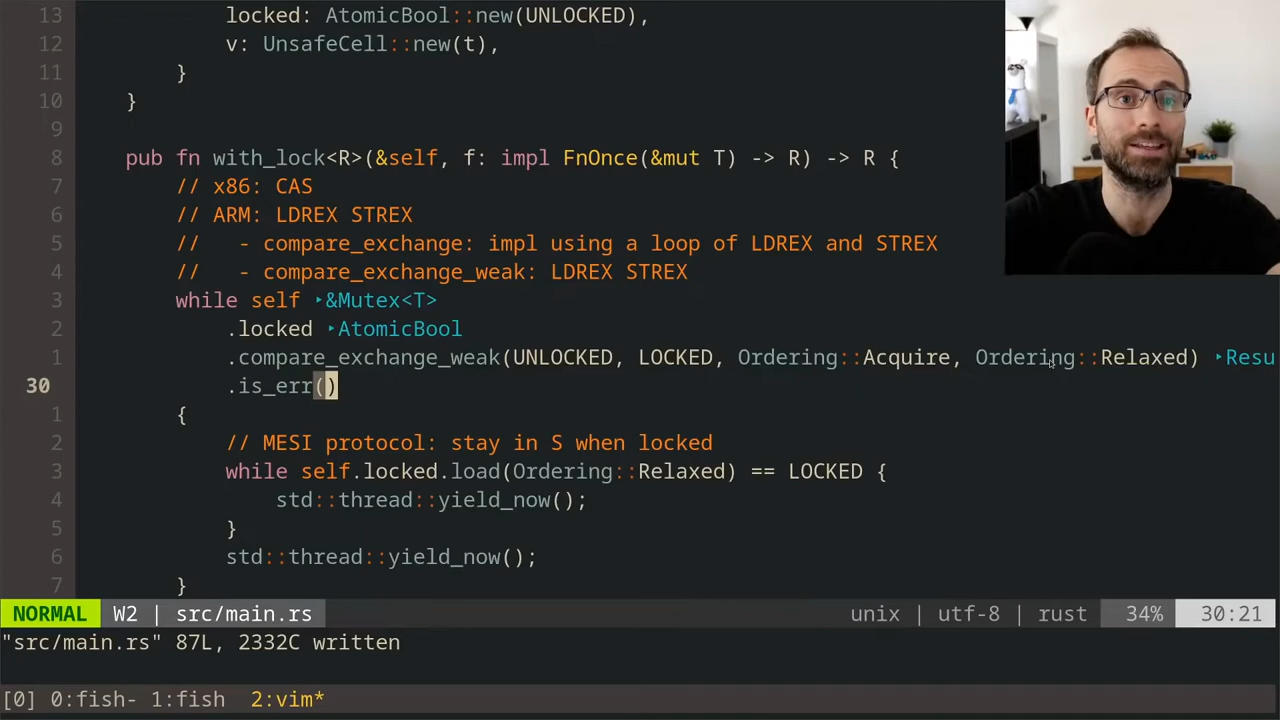 13 locked: AtomicBool::new(UNLOCKED),
12 v: UnsafeCell::new(t),
11 }
10 }
9
8 pub fn with_lock<R>(&self, f: impl FnOnce(&mut T) -> R) -> R {
7 // x86: CAS
6 // ARM: LDREX STREX
5 //   - compare_exchange: impl using a loop of LDREX and STREX
4 //   - compare_exchange_weak: LDREX STREX
3 while self ‣&Mutex<T>
2 .locked ‣AtomicBool
1 .compare_exchange_weak(UNLOCKED, LOCKED, Ordering::Acquire, Ordering::Relaxed) ‣Resu
30 .is_err()
1 {
2 // MESI protocol: stay in S when locked
3 while self.locked.load(Ordering::Relaxed) == LOCKED {
4 std::thread::yield_now();
5 }
6 std::thread::yield_now();
7 }
NORMAL W2 | src/main.rs unix | utf-8 | rust 34% 30:21
"src/main.rs" 87L, 2332C written
[0] 0:fish- 1:fish 2:vim*